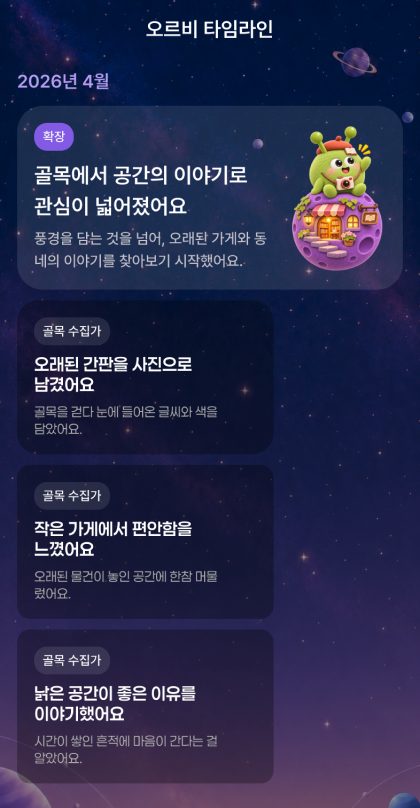 오르비 타임라인
2026년 4월
확장
골목에서 공간의 이야기로
관심이 넓어졌어요
풍경을 담는 것을 넘어, 오래된 가게와 동
네의 이야기를 찾아보기 시작했어요.
골목 수집가
오래된 간판을 사진으로
남겼어요
골목을 걷다 눈에 들어온 글씨와 색을
담았어요.
골목 수집가
작은 가게에서 편안함을
느꼈어요
오래된 물건이 놓인 공간에 한참 머물
렀어요.
골목 수집가
낡은 공간이 좋은 이유를
이야기했어요
시간이 쌓인 흔적에 마음이 간다는 걸
알았어요.